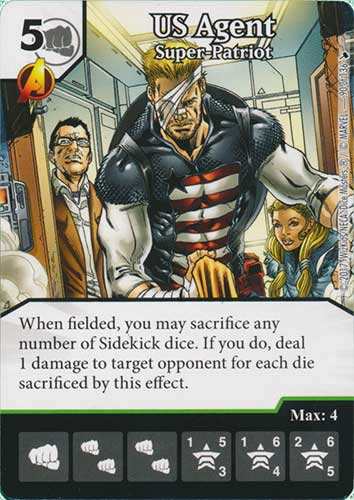 5
US Agent
Super-Patriot
When fielded, you may sacrifice any
number of Sidekick dice. If you do, deal
1 damage to target opponent for each die
sacrificed by this effect.
Max: 4
1 5
3
1 6
4
2 6
5
© MARVEL